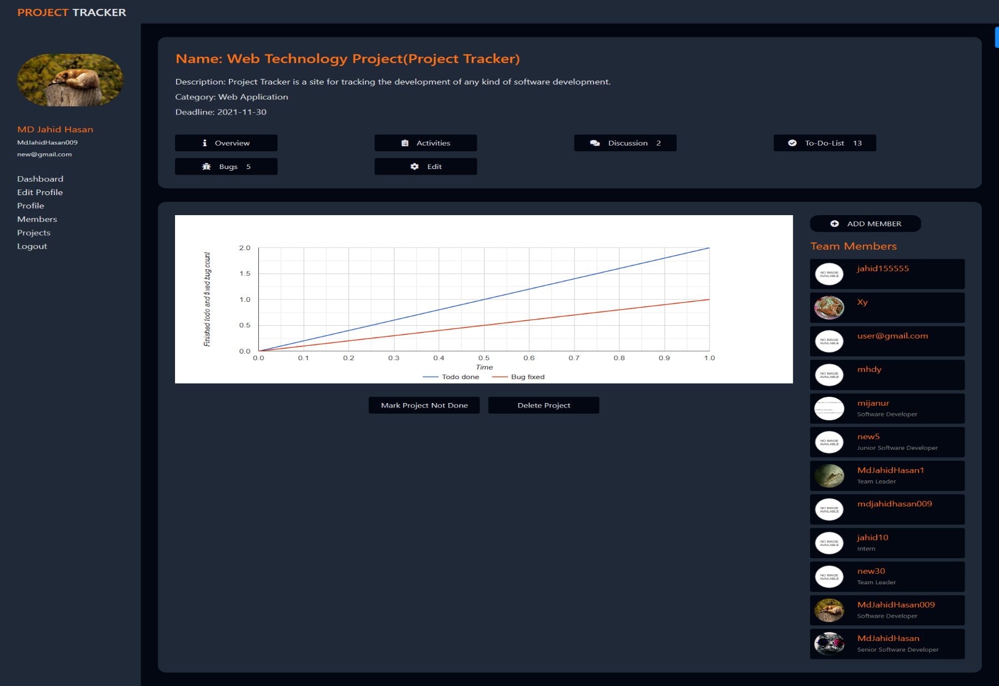 PROJECT TRACKER
MD Jahid Hasan
MdJahidHasan009
new@gmail.com
Dashboard
Edit Profile
Profile
Members
Projects
Logout
Name: Web Technology Project(Project Tracker)
Description: Project Tracker is a site for tracking the development of any kind of software development.
Category: Web Application
Deadline: 2021-11-30
Overview
Activities
Discussion 2
To-Do-List 13
Bugs 5
Edit
Finished todo and fixed bug count
2.0
1.5
1.0
0.5
0.0
0.0 0.1 0.2 0.3 0.4 0.5 0.6 0.7 0.8 0.9 1.0
Time
Todo done Bug fixed
Mark Project Not Done
Delete Project
ADD MEMBER
Team Members
NO IMAGE
AVAILABLE
jahid155555
Xy
NO IMAGE
AVAILABLE
user@gmail.com
NO IMAGE
AVAILABLE
mhdy
mijanur
Software Developer
NO IMAGE
AVAILABLE
new5
Junior Software Developer
MdJahidHasan1
Team Leader
NO IMAGE
AVAILABLE
mdjahidhasan009
NO IMAGE
AVAILABLE
jahid10
Intern
NO IMAGE
AVAILABLE
new30
Team Leader
MdJahidHasan009
Software Developer
MdJahidHasan
Senior Software Developer